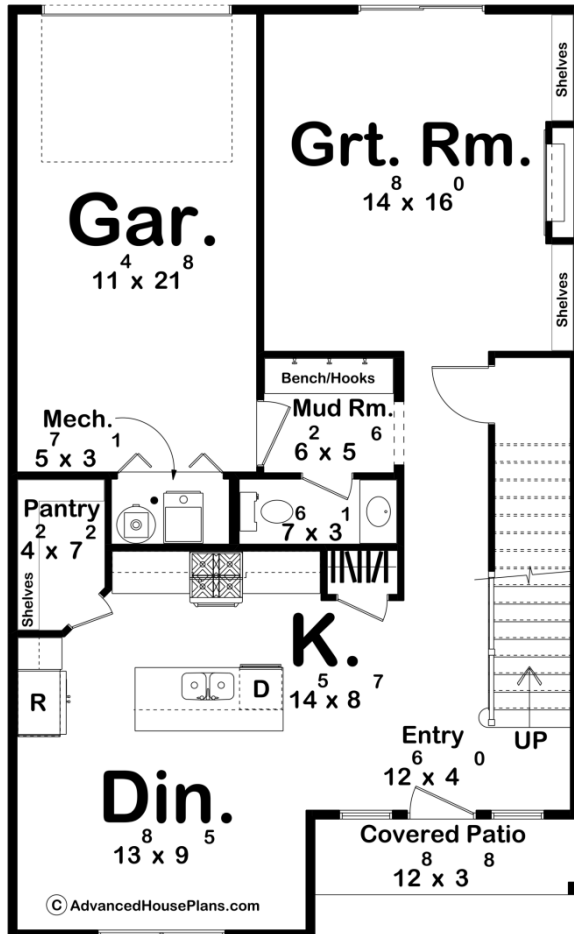 Shelves
Grt. Rm.
14⁸ x 16⁰
Gar.
11⁴ x 21⁸
Shelves
Bench/Hooks
Mech.
5⁷ x 3¹
Mud Rm.
6² x 5⁶
Pantry
4² x 7²
7⁶ x 3¹
Shelves
K.
14⁵ x 8⁷
R
D
Entry
12⁶ x 4⁰
UP
Din.
13⁸ x 9⁵
Covered Patio
12⁸ x 3⁸
© AdvancedHousePlans.com